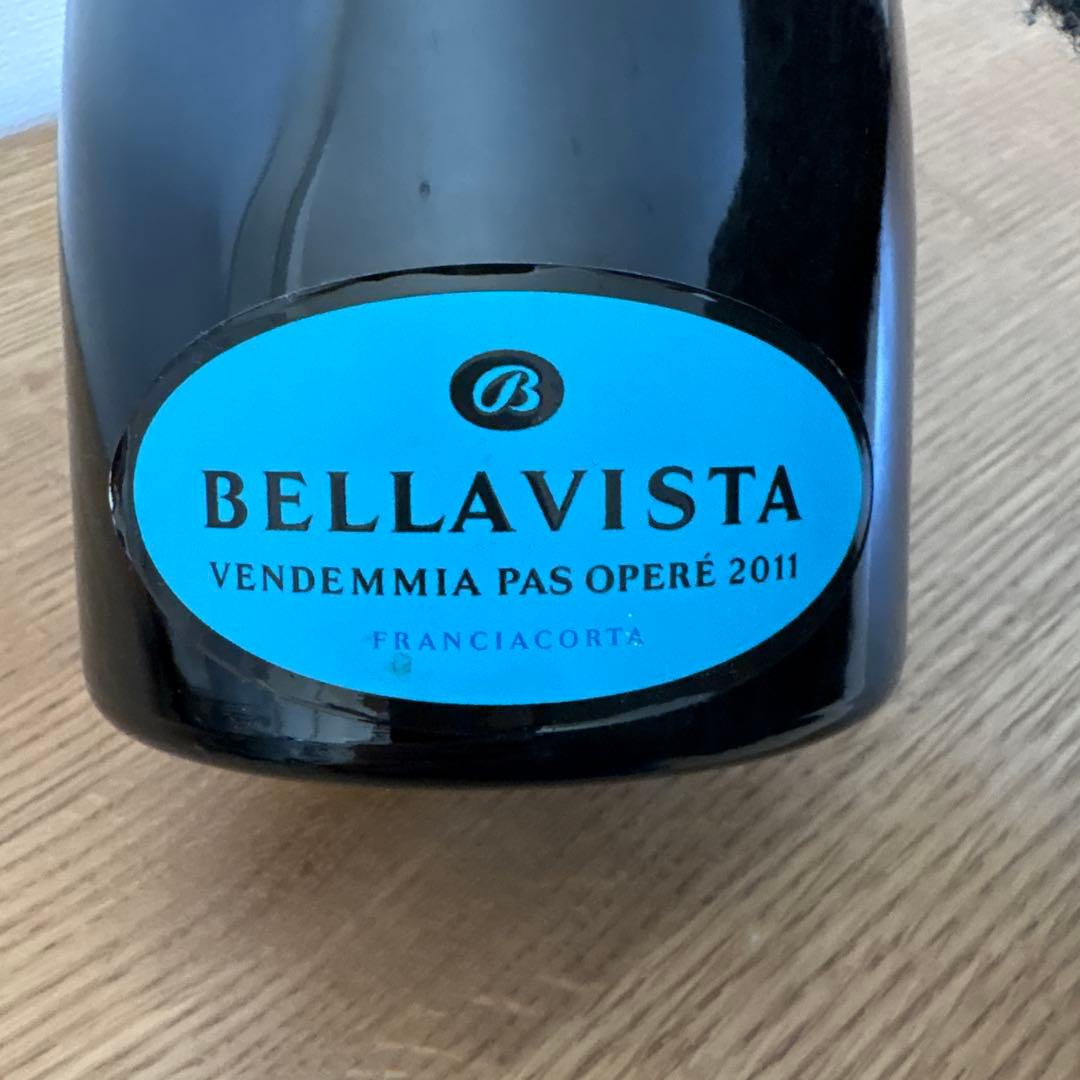 B
BELLAVISTA
VENDEMMIA PAS OPERÉ 2011
FRANCIACORTA